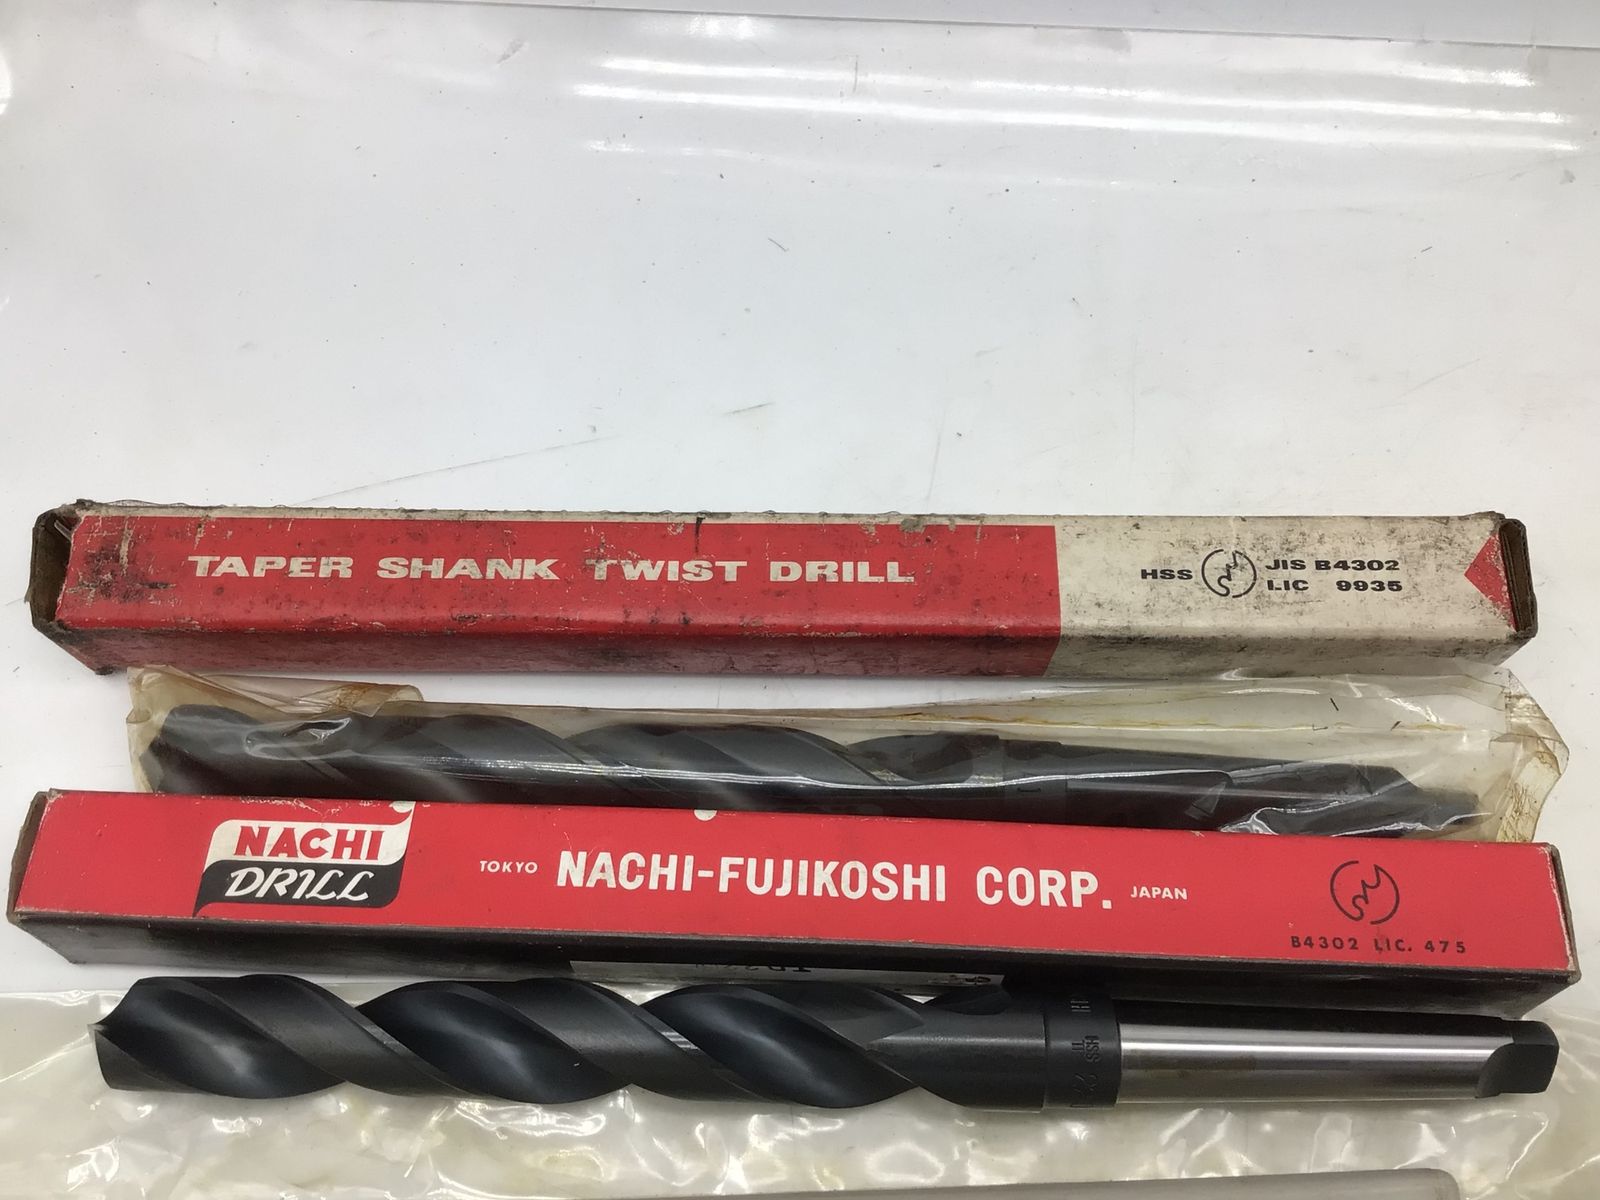 TAPER SHANK TWIST DRILL
HSS
JIS B4302
LIC 9935
NACHI
DRILL
TOKYO NACHI-FUJIKOSHI CORP. JAPAN
B4302 LIC. 475
HSS